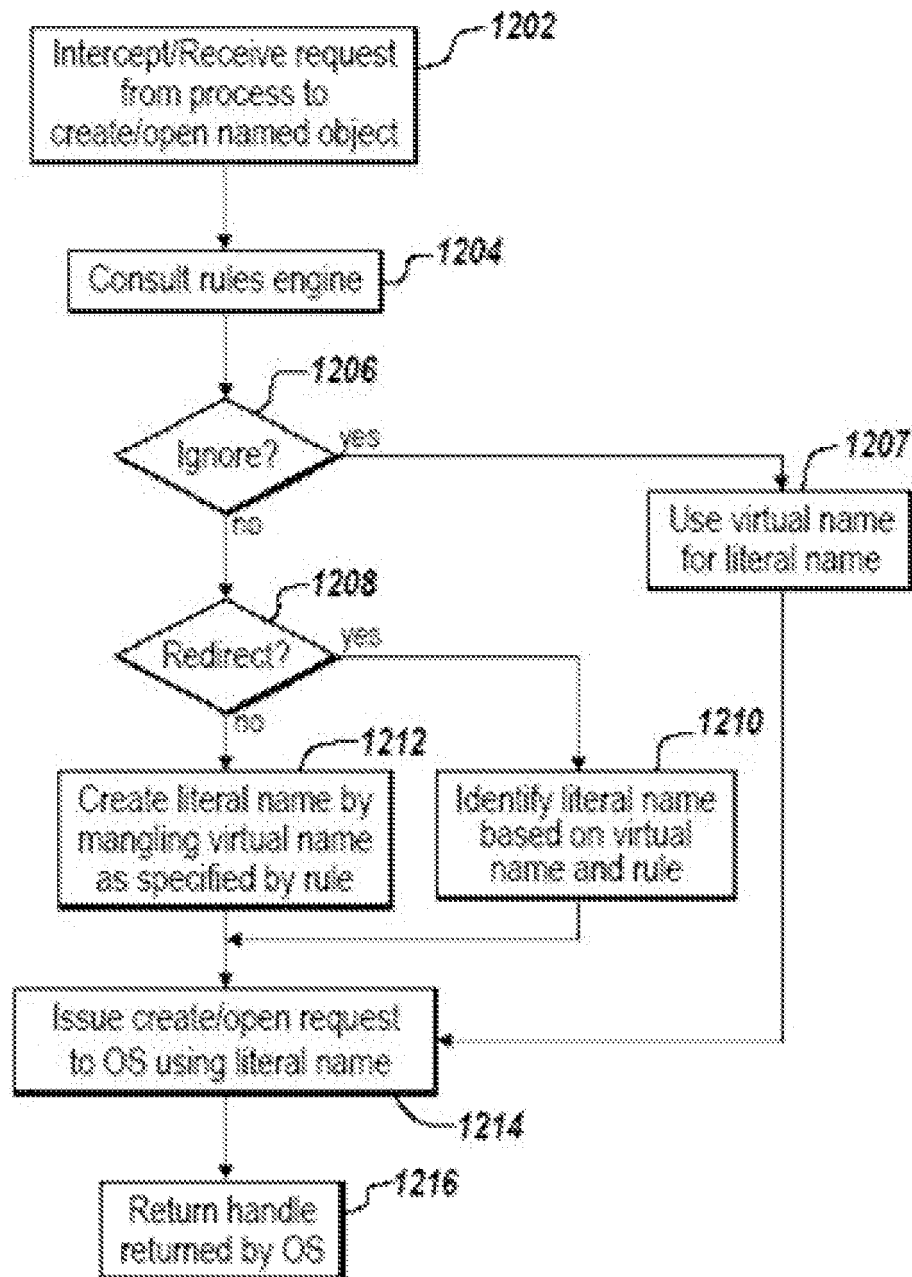 1202
Intercept/Receive request
from process to
create/open named object
1204
Consult rules engine
1206
Ignore?
yes
no
1207
Use virtual name
for literal name
1208
Redirect?
yes
no
1212
Create literal name by
mangling virtual name
as specified by rule
1210
Identify literal name
based on virtual
name and rule
Issue create/open request
to OS using literal name
1214
1216
Return handle
returned by OS